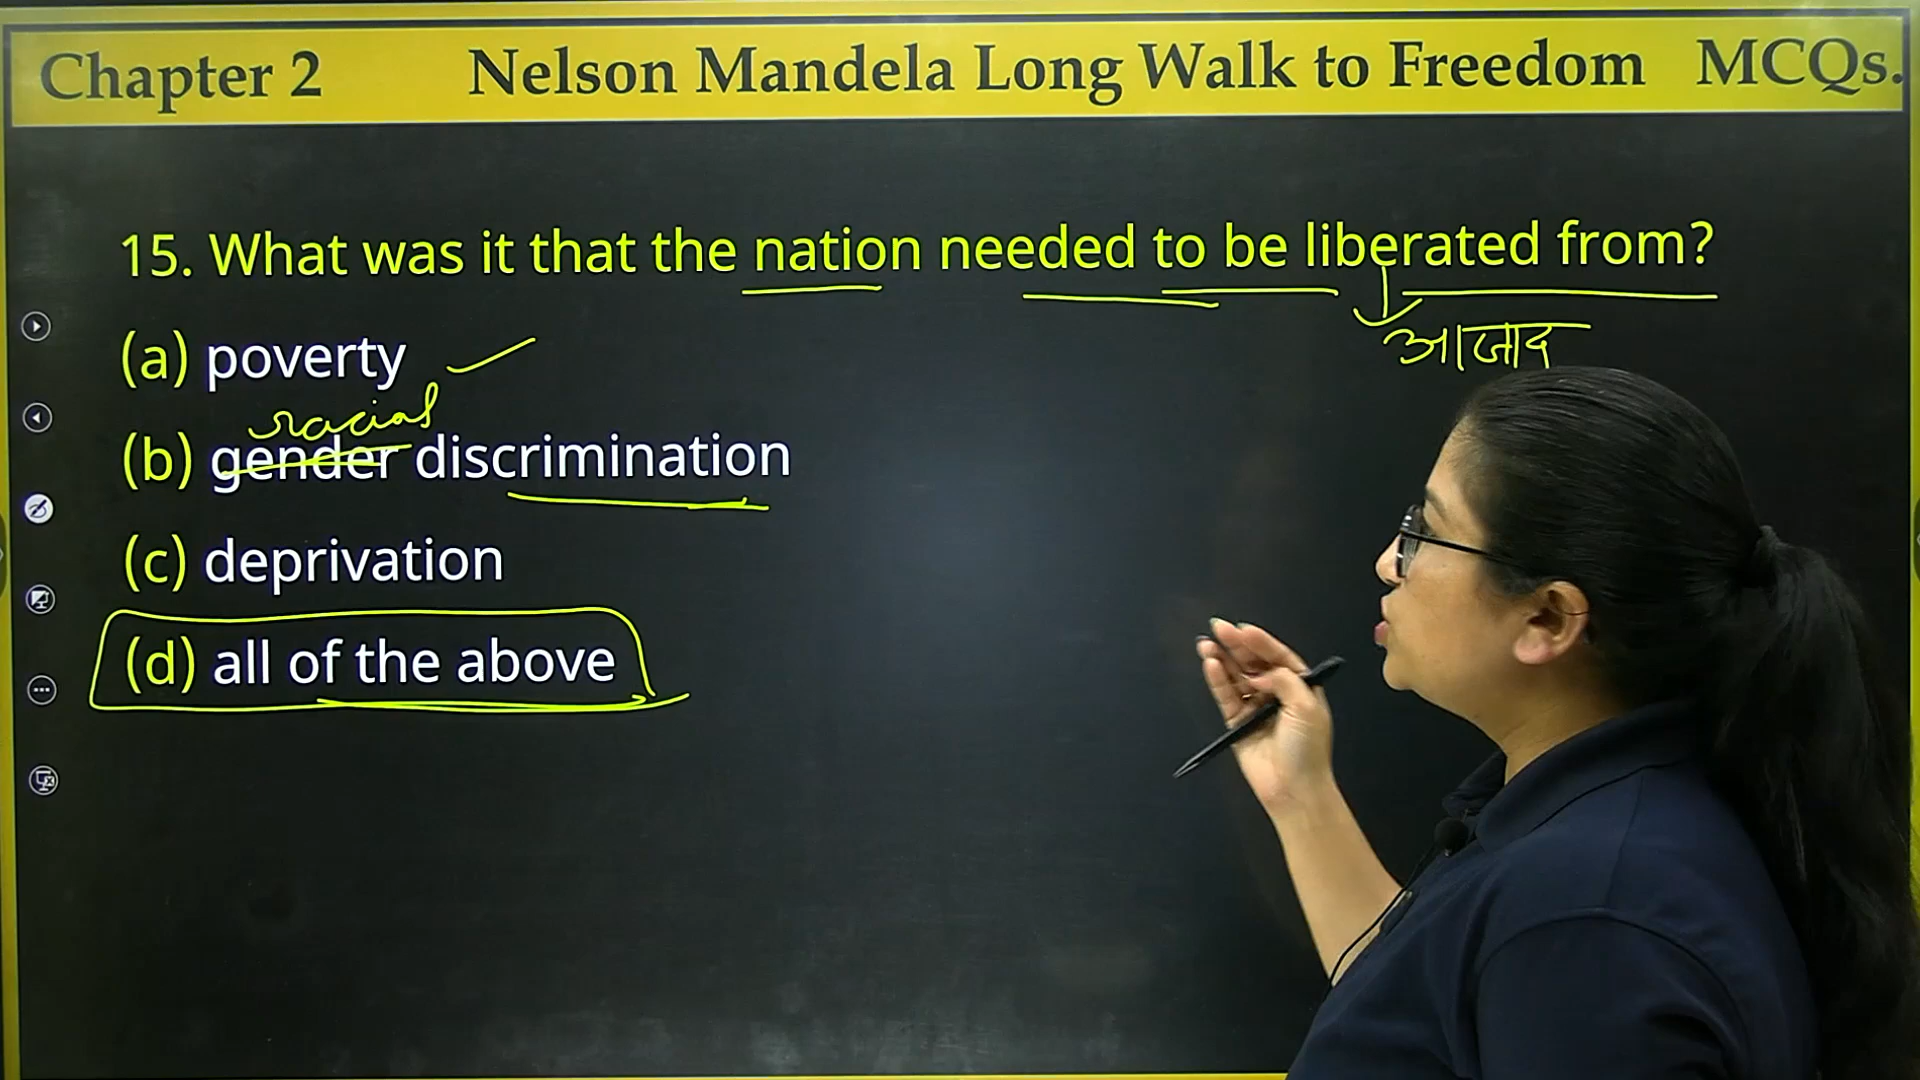 Chapter 2 Nelson Mandela Long Walk to Freedom MCQs.
15. What was it that the nation needed to be liberated from?
आजाद
(a) poverty
racial
(b) gender discrimination
(c) deprivation
(d) all of the above